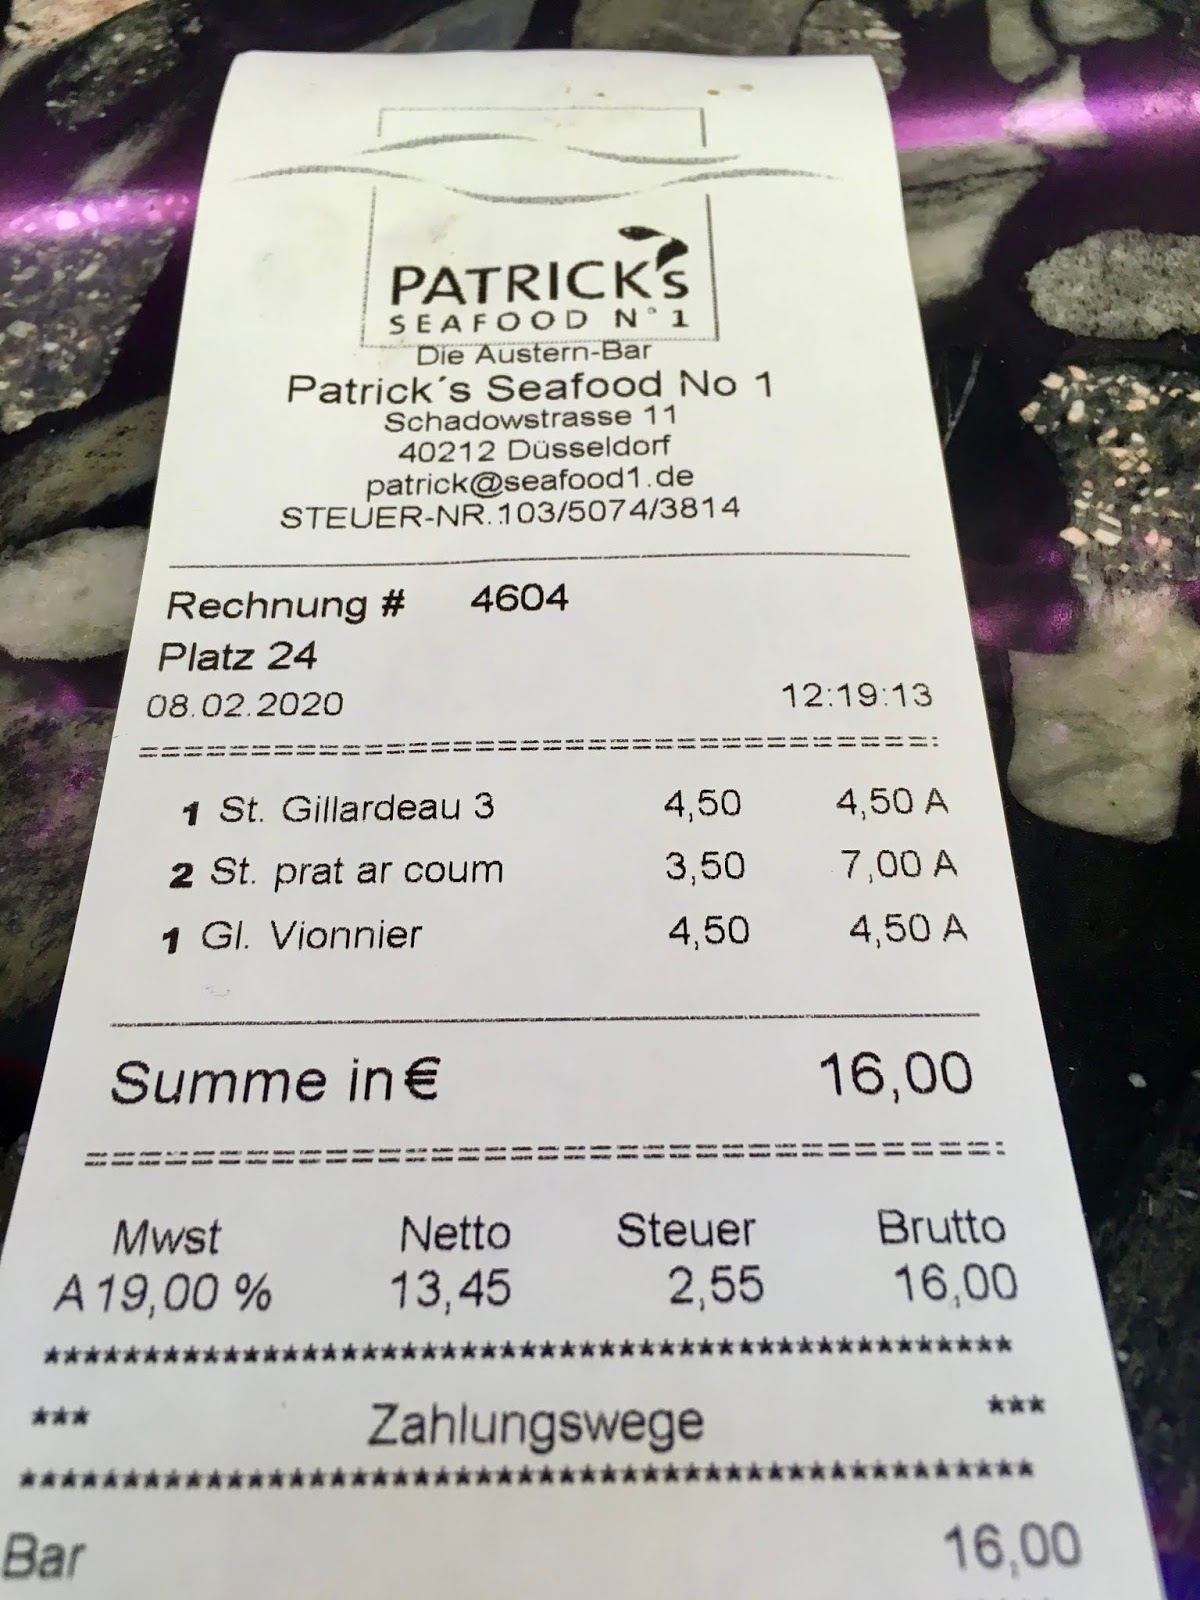 PATRICK's
SEAFOOD N°1
Die Austern-Bar
Patrick´s Seafood No 1
Schadowstrasse 11
40212 Düsseldorf
patrick@seafood1.de
STEUER-NR.:103/5074/3814
Rechnung # 4604
Platz 24
08.02.2020 12:19:13
=========================================
1 St. Gillardeau 3 4,50 4,50 A
2 St. prat ar coum 3,50 7,00 A
1 Gl. Vionnier 4,50 4,50 A
Summe in € 16,00
=========================================
Mwst Netto Steuer Brutto
A 19,00 % 13,45 2,55 16,00
************************************************
*** Zahlungswege ***
************************************************
Bar 16,00